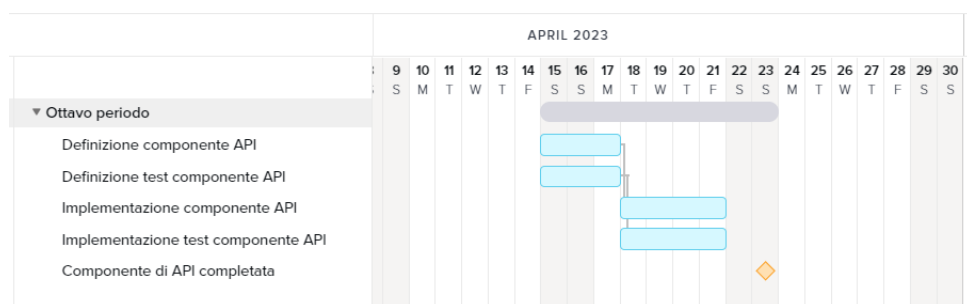 APRIL 2023
9 10 11 12 13 14 15 16 17 18 19 20 21 22 23 24 25 26 27 28 29 30
S M T W T F S S M T W T F S S M T W T F S S
Ottavo periodo
Definizione componente API
Definizione test componente API
Implementazione componente API
Implementazione test componente API
Componente di API completata